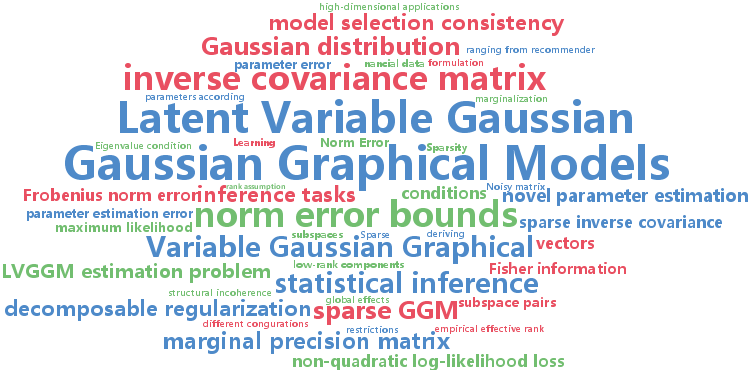 high-dimensional applications
model selection consistency
Gaussian distribution ranging from recommender
parameter error nancial data formulation
inverse covariance matrix
parameters according marginalization
Latent Variable Gaussian
Eigenvalue condition Learning Norm Error Sparsity
Gaussian Graphical Models
rank assumption Noisy matrix
Frobenius norm error inference tasks conditions novel parameter estimation
parameter estimation error norm error bounds sparse inverse covariance
maximum likelihood
subspaces Sparse deriving
Variable Gaussian Graphical vectors
LVGGM estimation problem low-rank components Fisher information
statistical inference
structural incoherence global effects
decomposable regularization sparse GGM subspace pairs
different congurations restrictions empirical effective rank
marginal precision matrix
non-quadratic log-likelihood loss